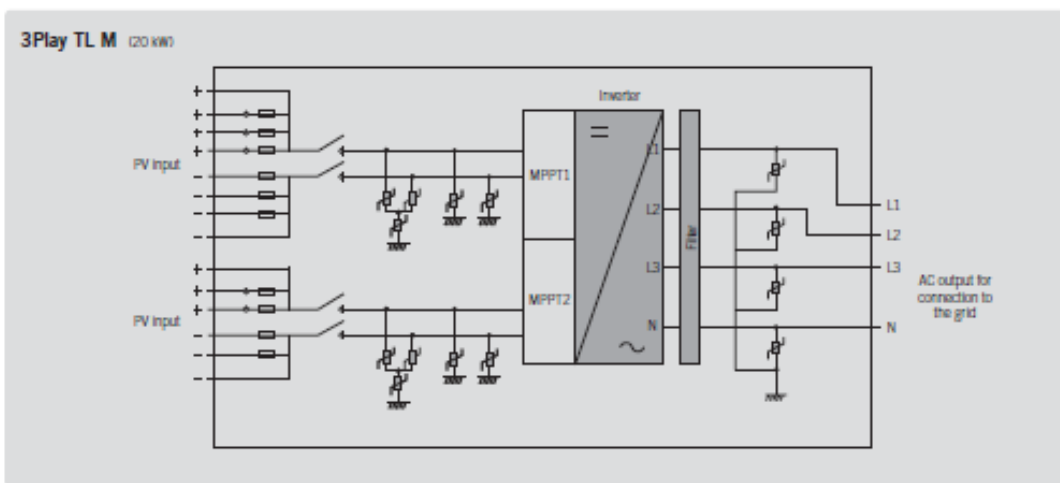 3Play TL M (20 kW)
Inverter
+
+
+
+
PV input
-
-
-
-
MPPT1
L1
L2
L3
N
Filter
L1
L2
L3
N
AC output for
connection to
the grid
+
+
+
PV input
-
-
-
MPPT2